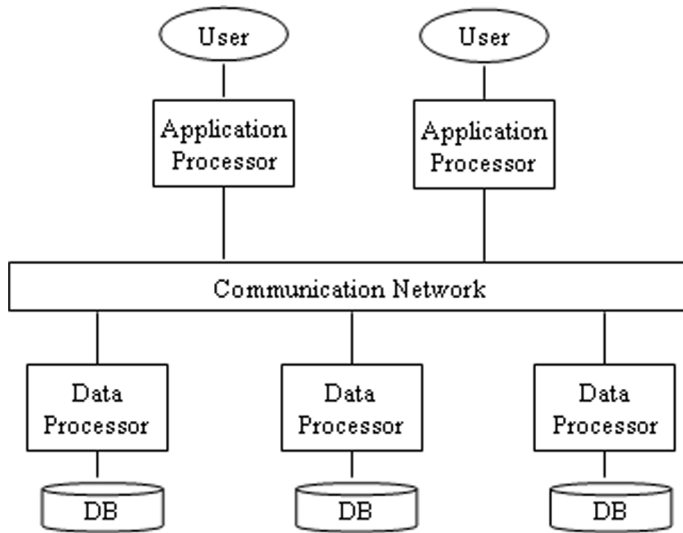 User
User
Application
Processor
Application
Processor
Communication Network
Data
Processor
Data
Processor
Data
Processor
DB
DB
DB